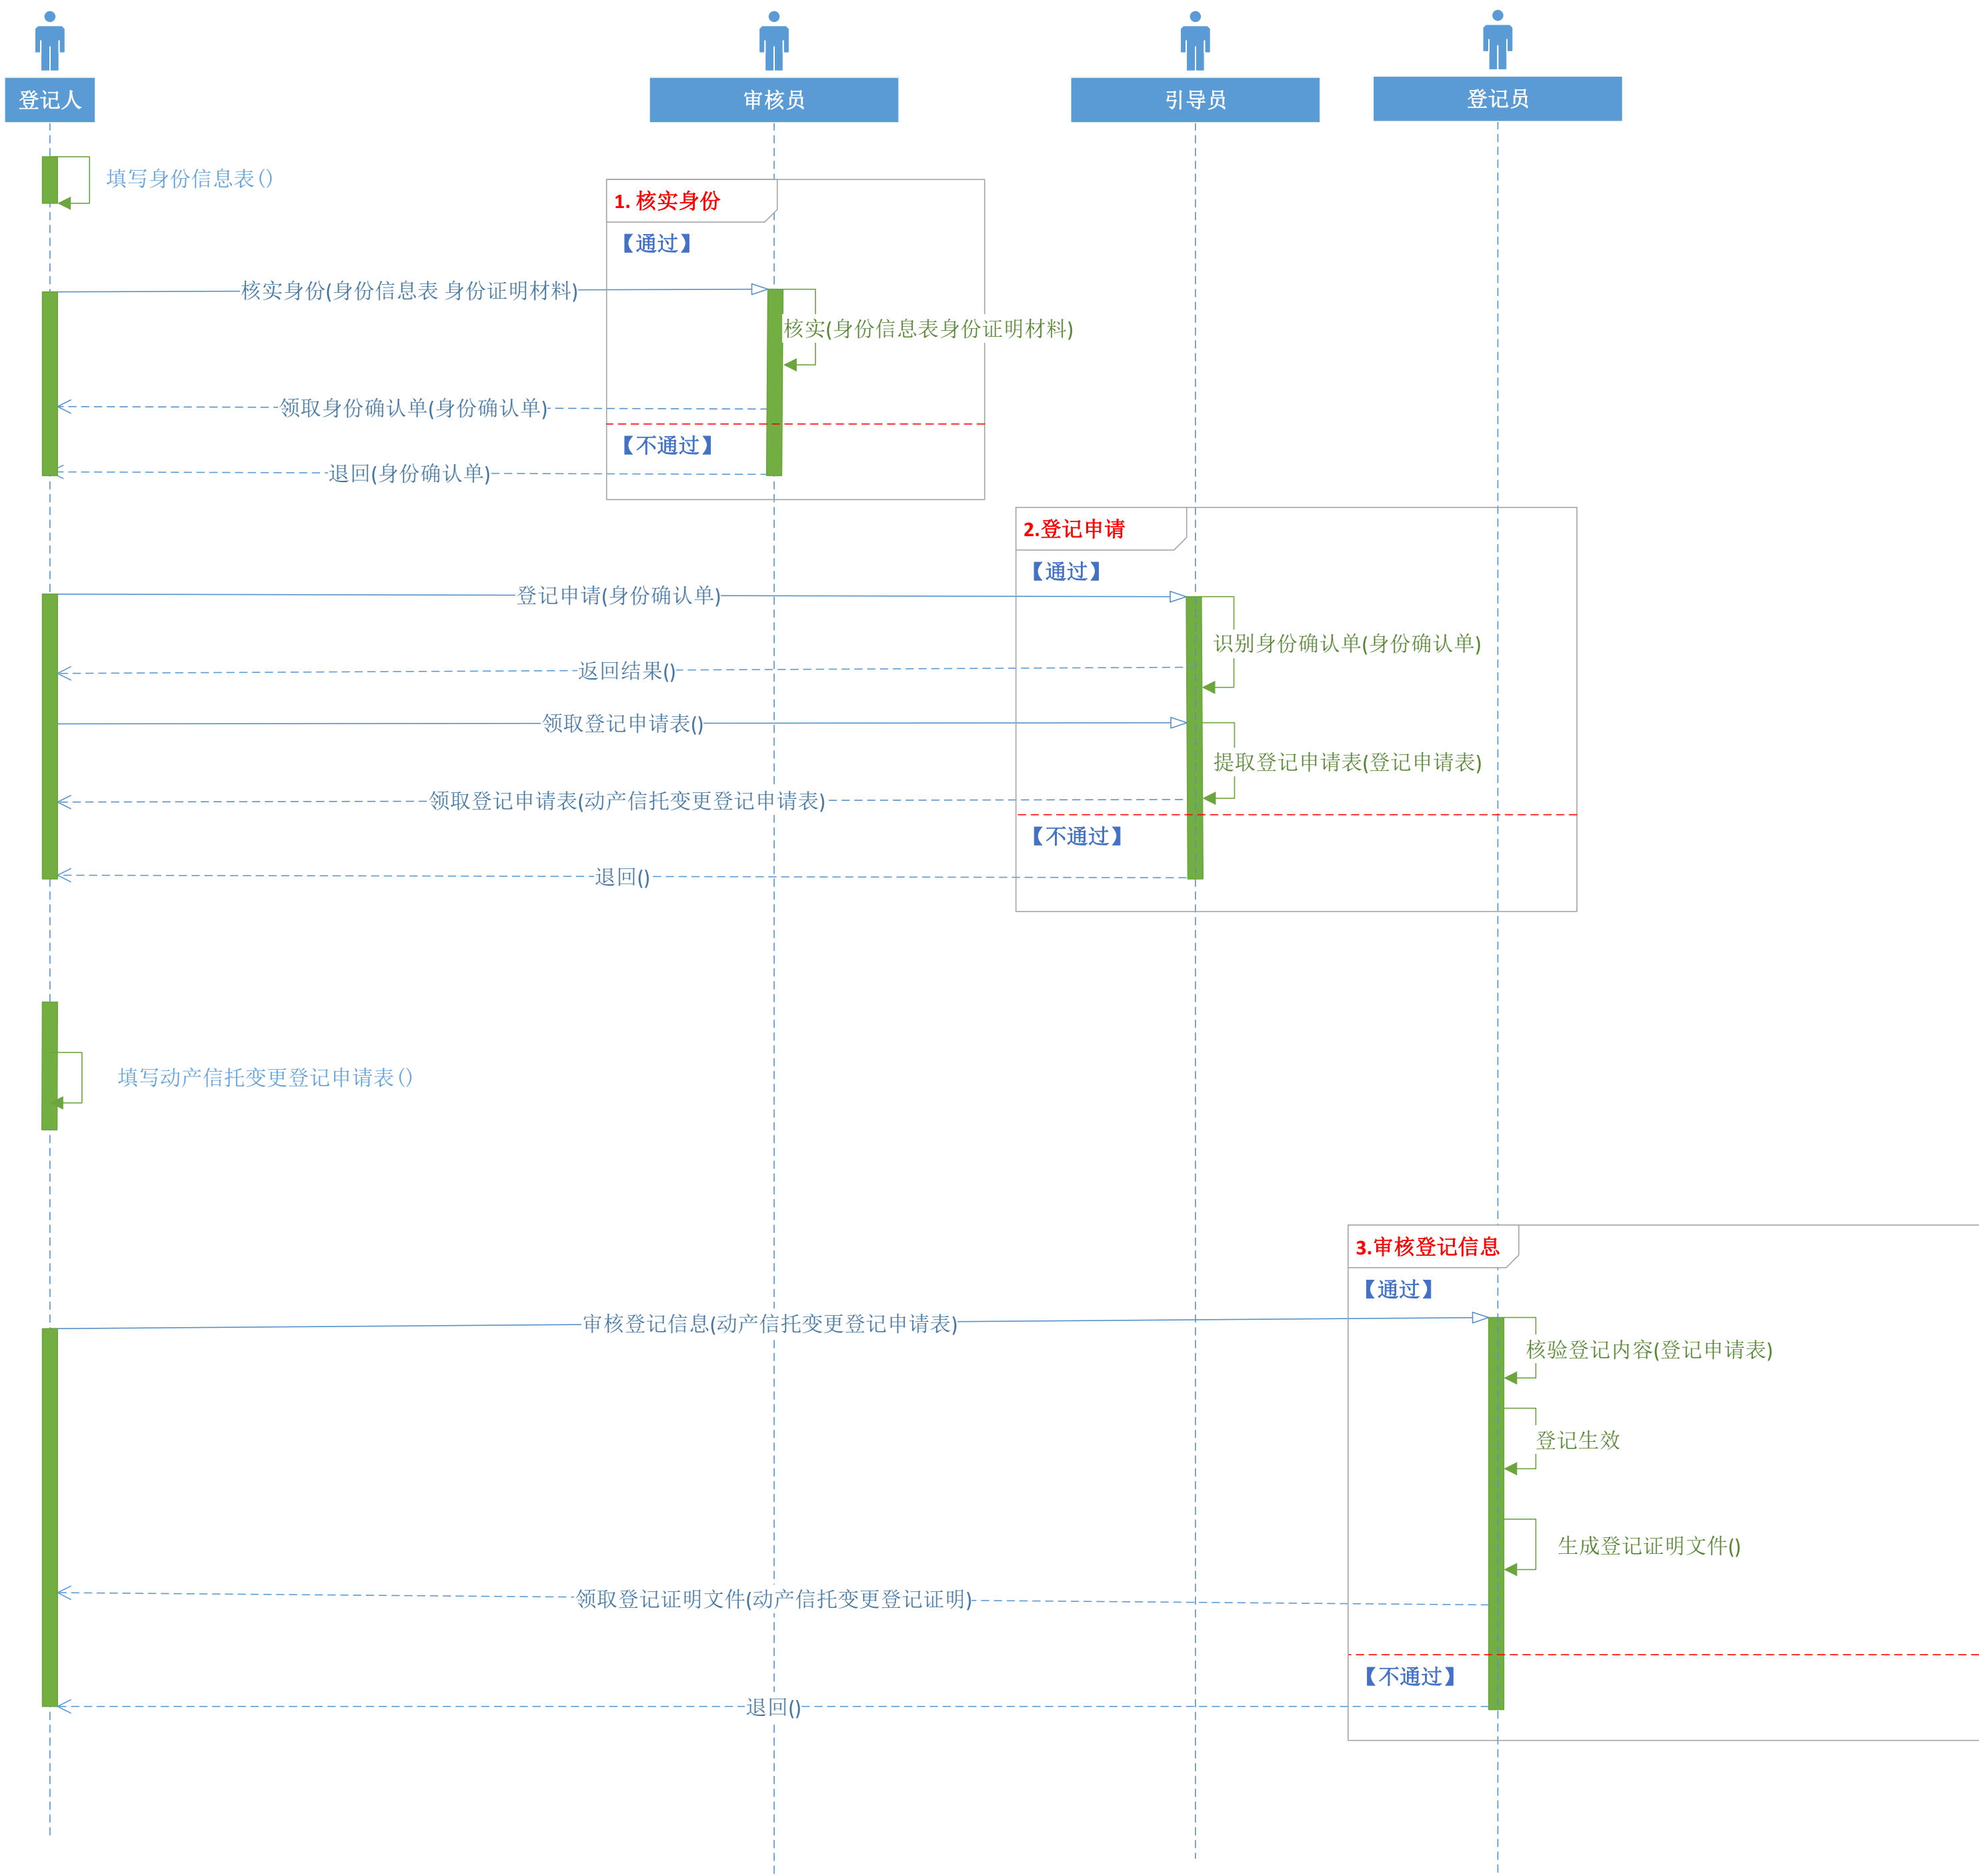 登记人
审核员
引导员
登记员
填写身份信息表()
1. 核实身份
【通过】
核实身份(身份信息表 身份证明材料)
核实(身份信息表身份证明材料)
领取身份确认单(身份确认单)
【不通过】
退回(身份确认单)
2.登记申请
【通过】
登记申请(身份确认单)
识别身份确认单(身份确认单)
返回结果()
领取登记申请表()
提取登记申请表(登记申请表)
领取登记申请表(动产信托变更登记申请表)
【不通过】
退回()
填写动产信托变更登记申请表()
3.审核登记信息
【通过】
审核登记信息(动产信托变更登记申请表)
核验登记内容(登记申请表)
登记生效
生成登记证明文件()
领取登记证明文件(动产信托变更登记证明)
【不通过】
退回()